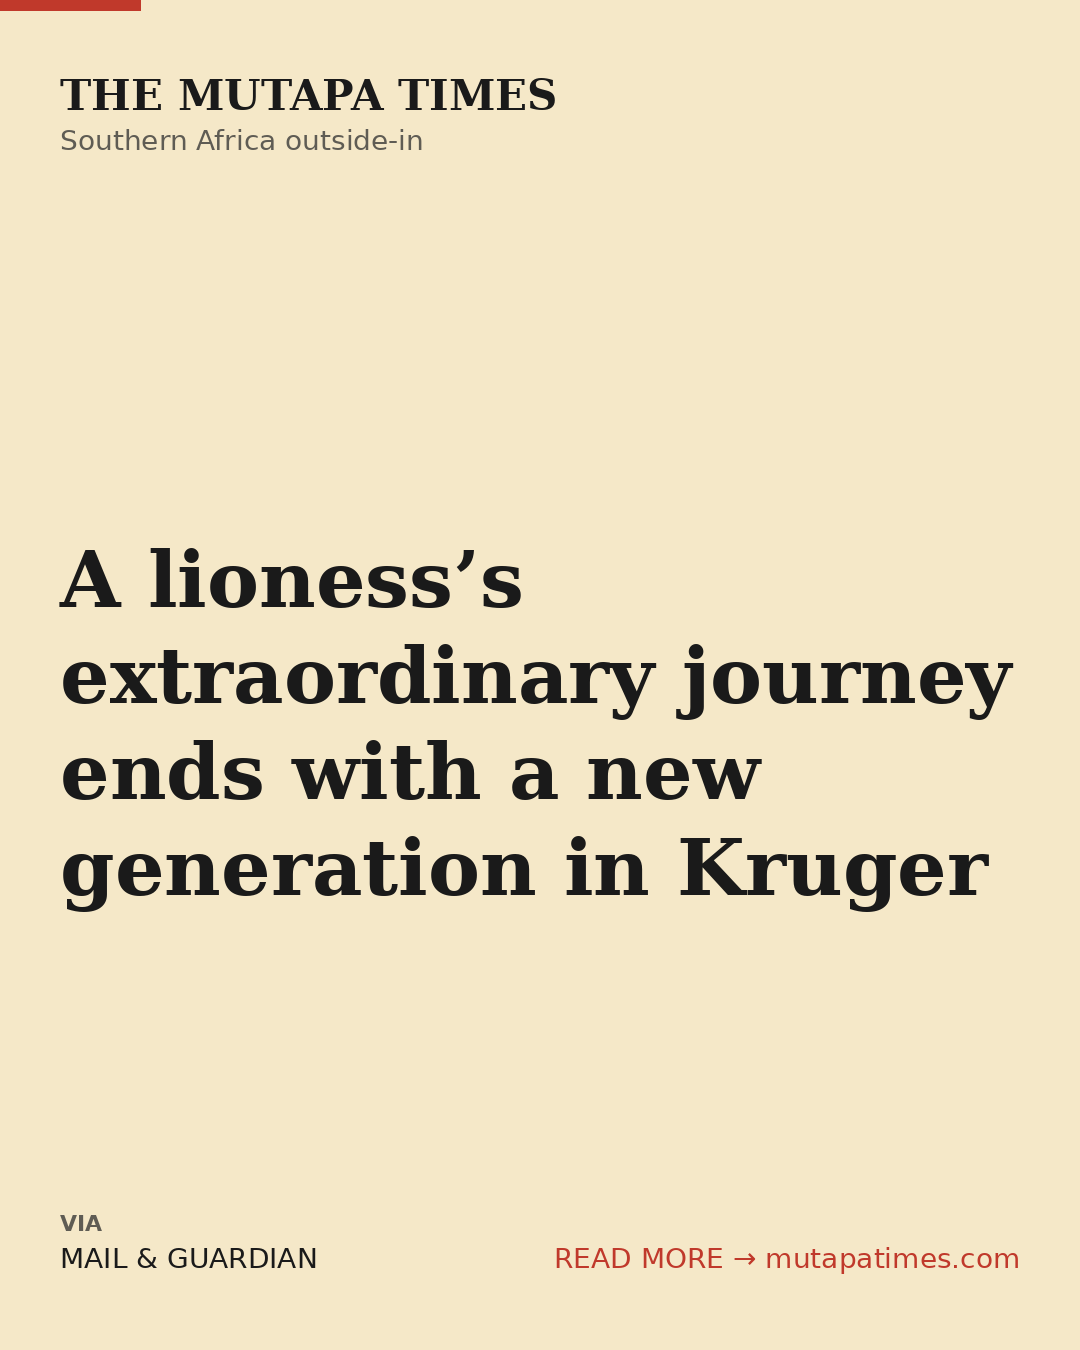 THE MUTAPA TIMES
Southern Africa outside-in
A lioness’s
extraordinary journey
ends with a new
generation in Kruger
VIA
MAIL & GUARDIAN
READ MORE → mutapatimes.com